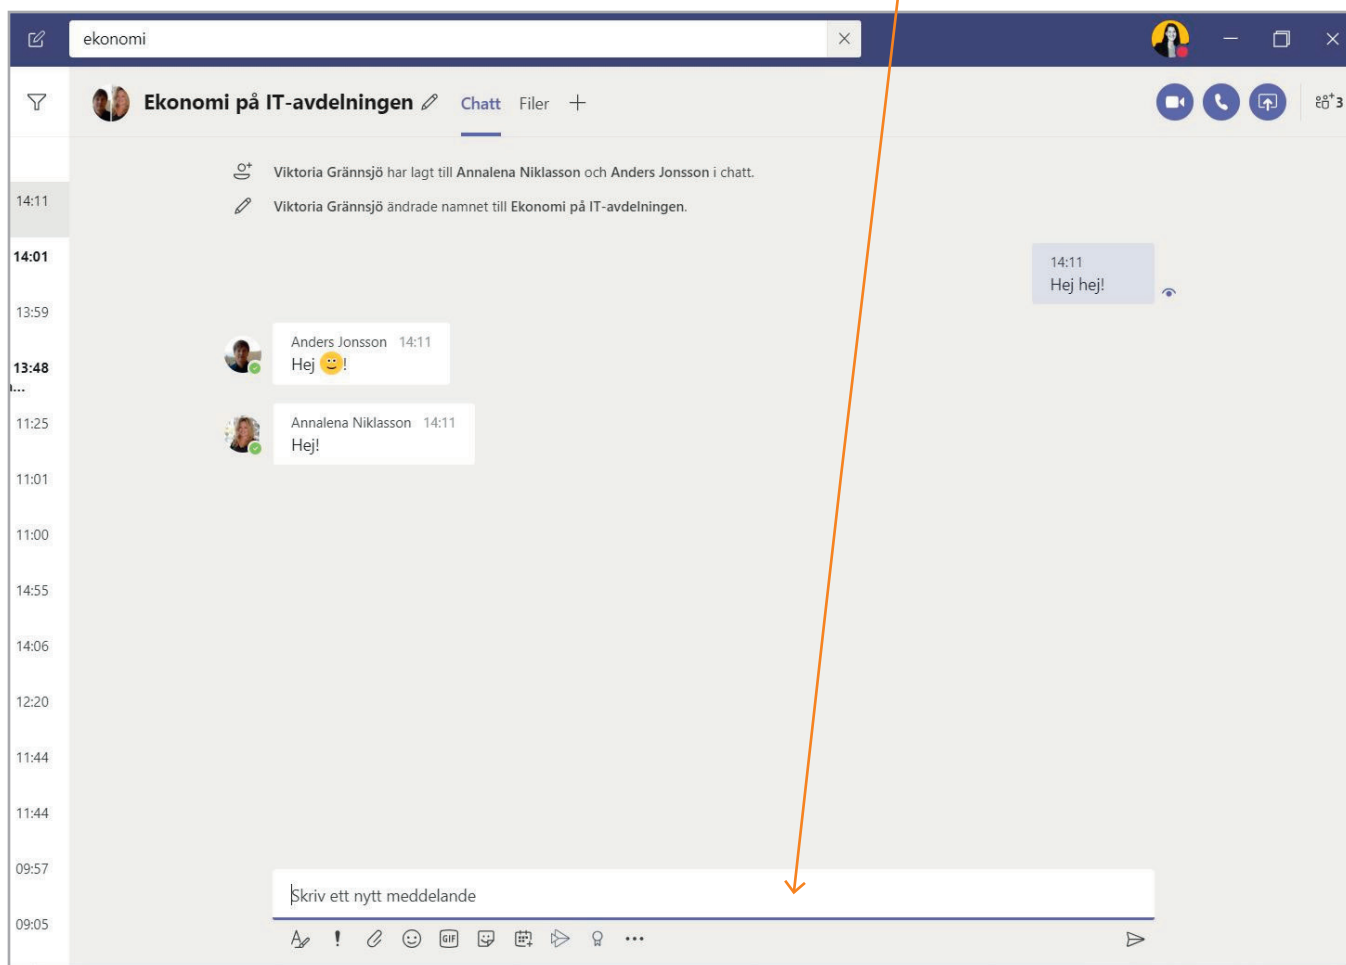 ekonomi
Ekonomi på IT-avdelningen Chatt Filer
3
Viktoria Grännsjö har lagt till Annalena Niklasson och Anders Jonsson i chatt.
14:11
Viktoria Grännsjö ändrade namnet till Ekonomi på IT-avdelningen.
14:01
14:11
Hej hej!
13:59
Anders Jonsson 14:11
Hej 🙂!
13:48
...
11:25
Annalena Niklasson 14:11
Hej!
11:01
11:00
14:55
14:06
12:20
11:44
11:44
09:57
Skriv ett nytt meddelande
09:05
GIF